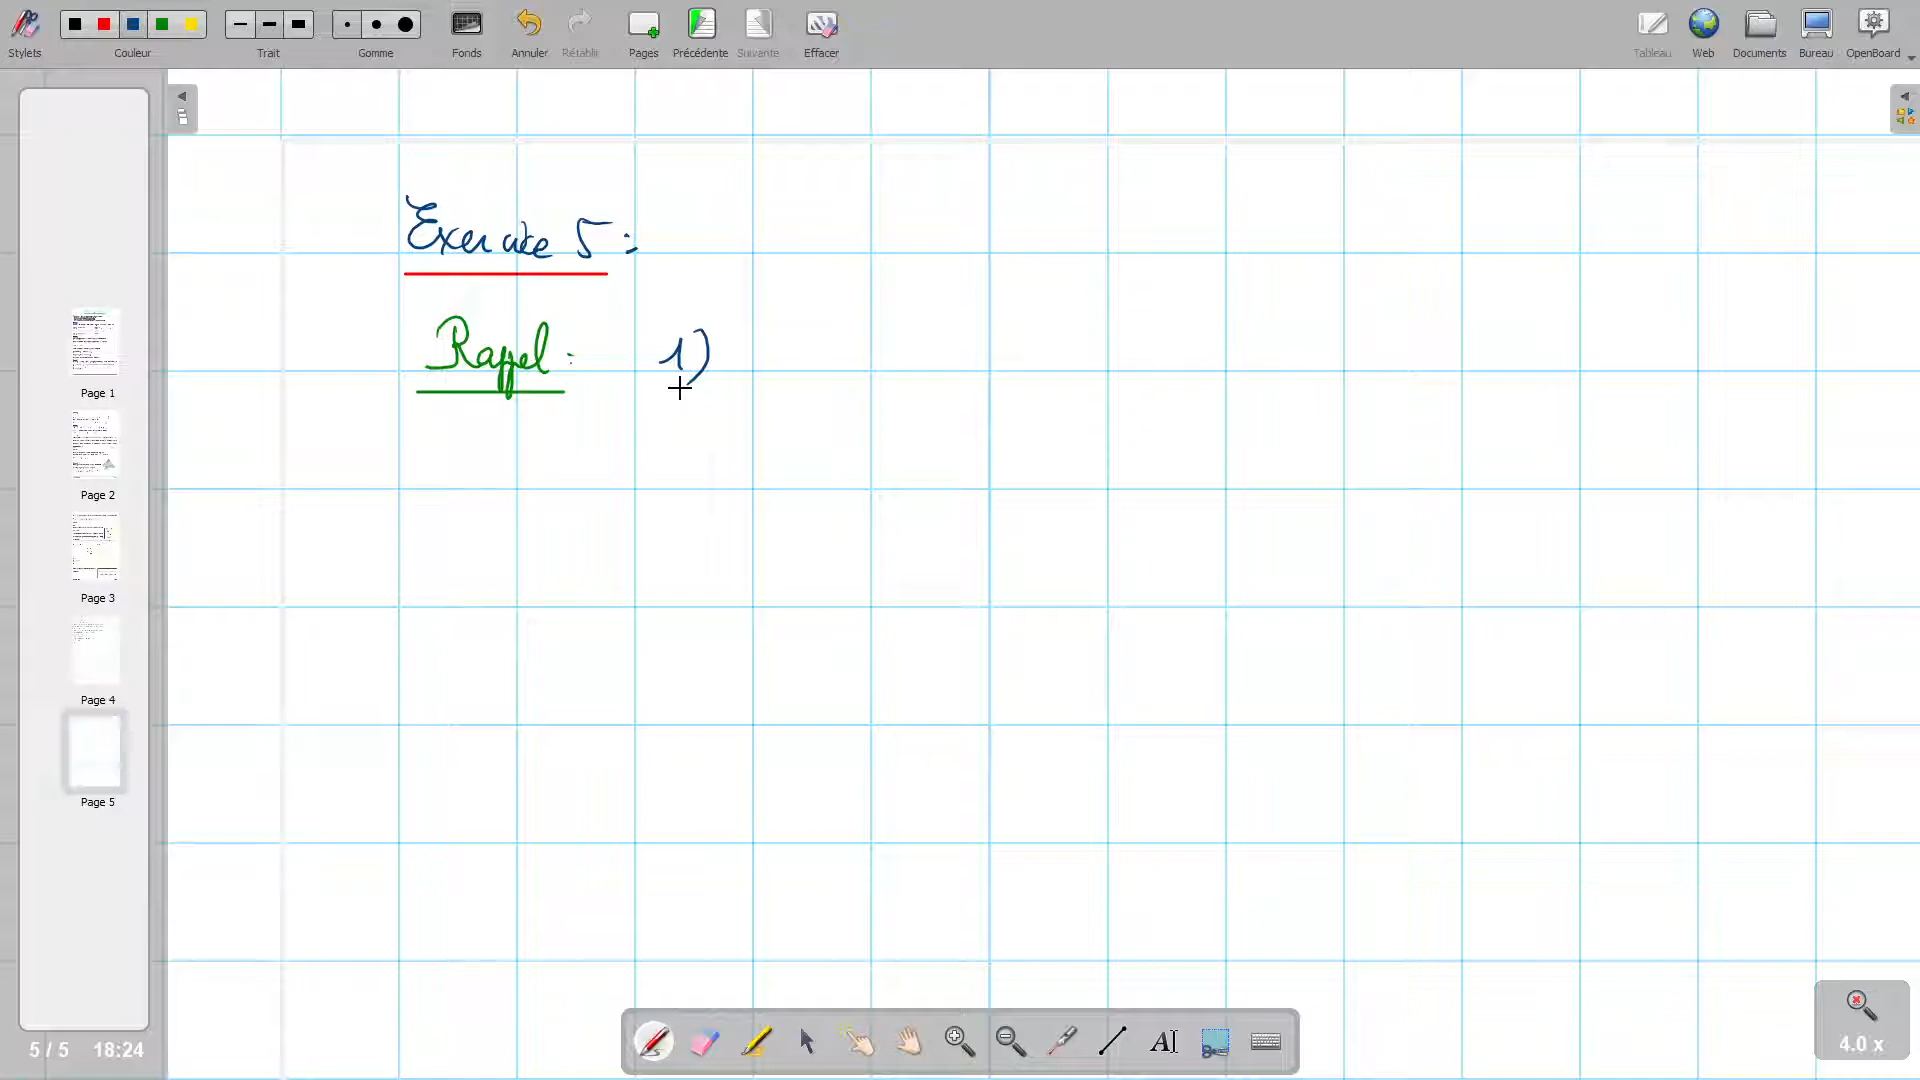 Stylets Couleur Trait Gomme Fonds Annuler Rétablir Pages Précédente Suivante Effacer Tableau Web Documents Bureau OpenBoard
Exercice 5 :
Rappel : 1)
Page 1
Page 2
Page 3
Page 4
Page 5
5 / 5 18:24
4.0 x